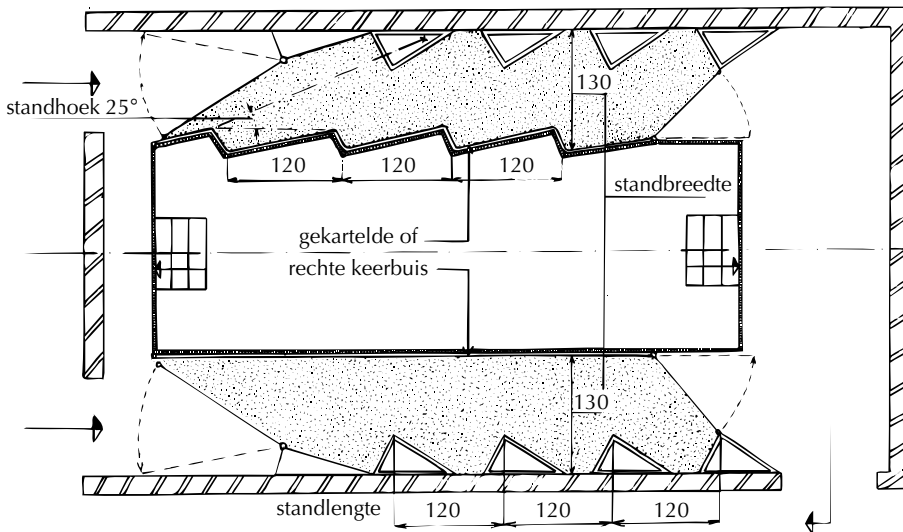 130
standhoek 25°
120
120
120
standbreedte
gekartelde of
rechte keerbuis
130
standlengte
120
120
120